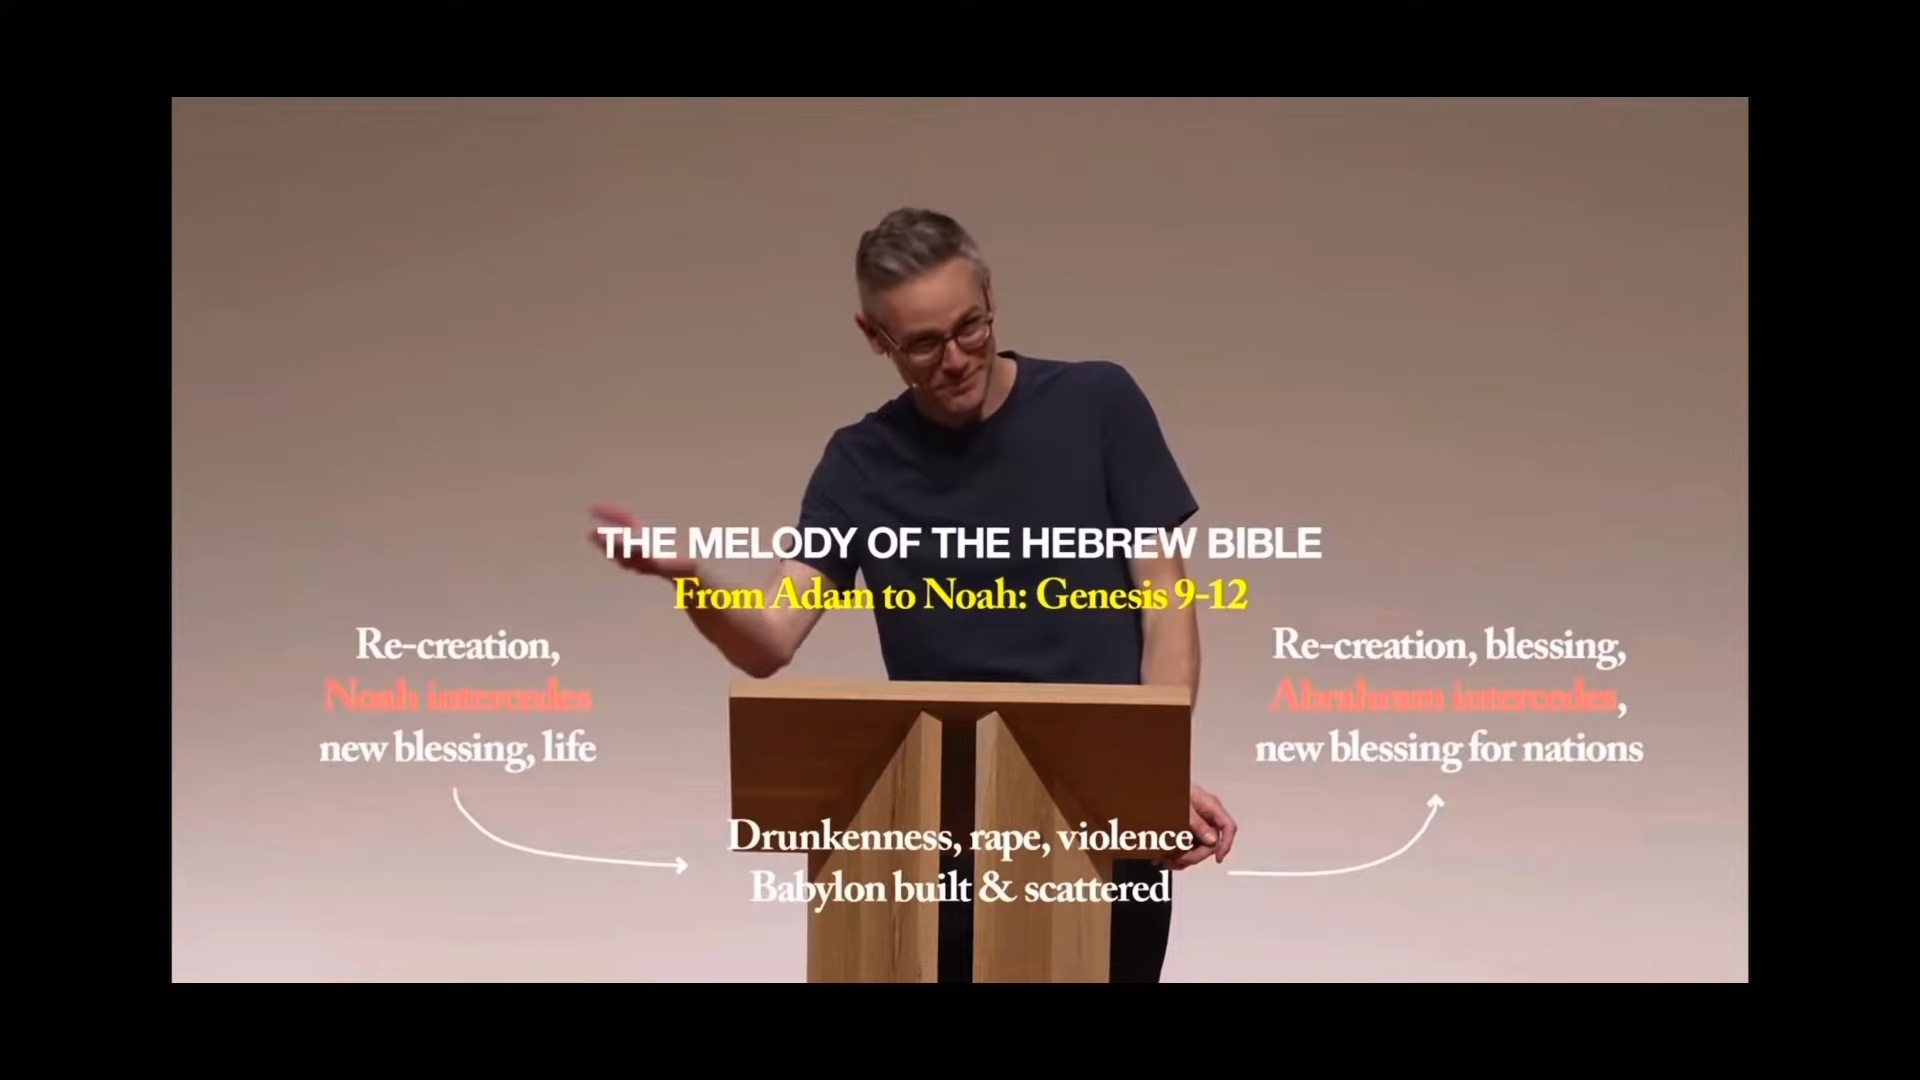 THE MELODY OF THE HEBREW BIBLE
From Adam to Noah: Genesis 9-12
Re-creation,
Noah intercedes
new blessing, life
Drunkenness, rape, violence
Babylon built & scattered
Re-creation, blessing,
Abraham intercedes,
new blessing for nations